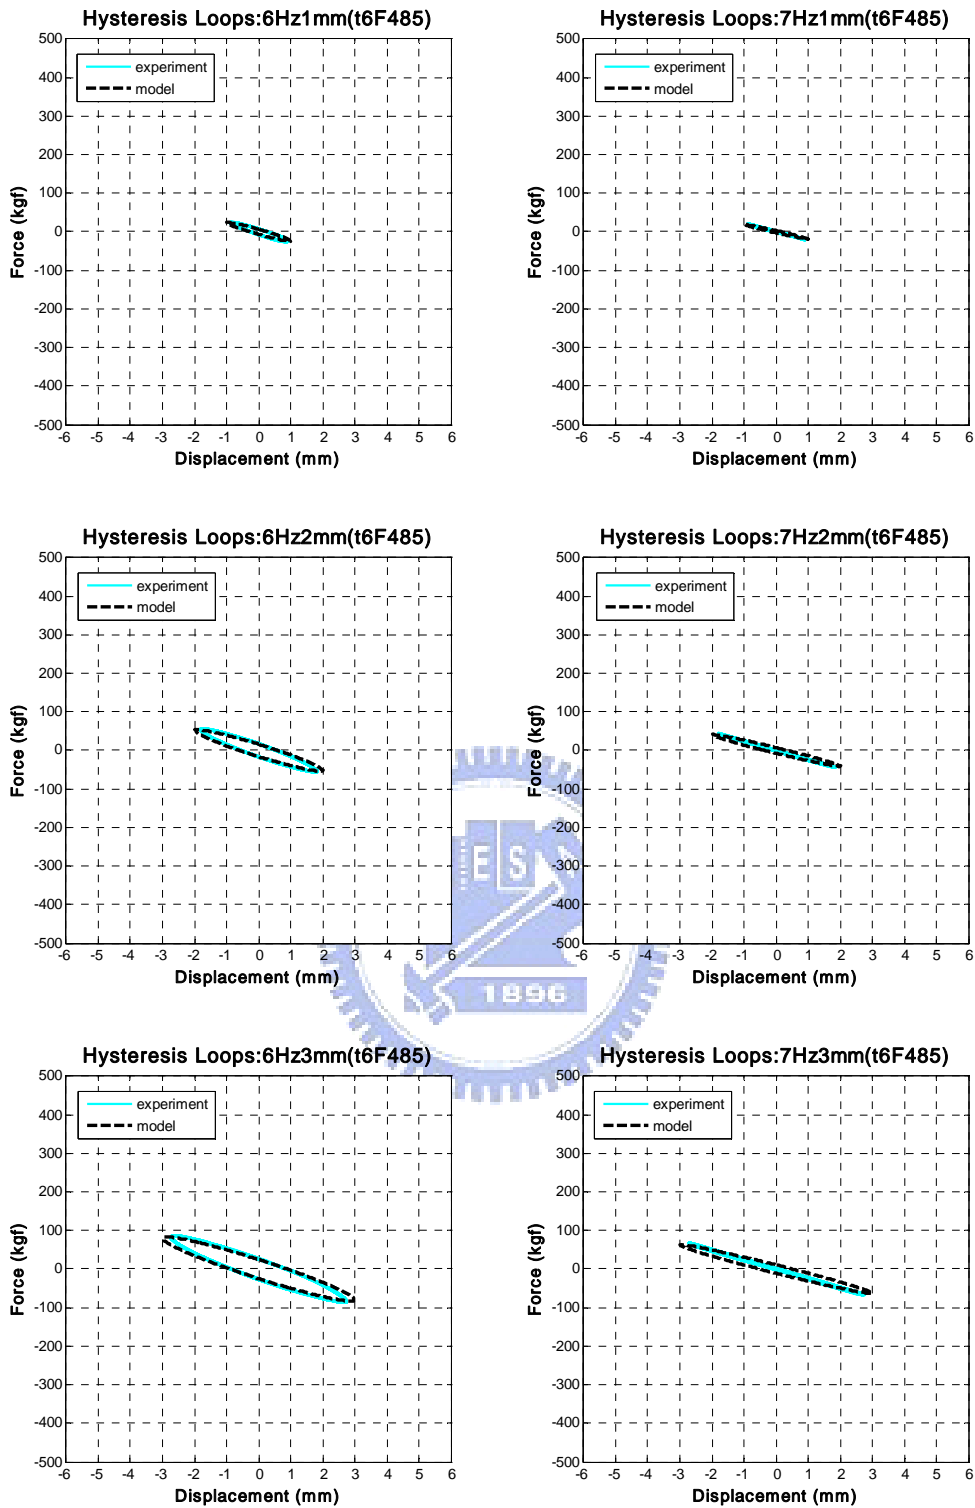 Hysteresis Loops:6Hz1mm(t6F485)
500
400
300
200
100
0
-100
-200
-300
-400
-500
Force (kgf)
experiment
model
-6 -5 -4 -3 -2 -1 0 1 2 3 4 5 6
Displacement (mm)
Hysteresis Loops:7Hz1mm(t6F485)
500
400
300
200
100
0
-100
-200
-300
-400
-500
Force (kgf)
experiment
model
-6 -5 -4 -3 -2 -1 0 1 2 3 4 5 6
Displacement (mm)
Hysteresis Loops:6Hz2mm(t6F485)
500
400
300
200
100
0
-100
-200
-300
-400
-500
Force (kgf)
experiment
model
-6 -5 -4 -3 -2 -1 0 1 2 3 4 5 6
Displacement (mm)
Hysteresis Loops:7Hz2mm(t6F485)
500
400
300
200
100
0
-100
-200
-300
-400
-500
Force (kgf)
experiment
model
-6 -5 -4 -3 -2 -1 0 1 2 3 4 5 6
Displacement (mm)
ES
1896
Hysteresis Loops:6Hz3mm(t6F485)
500
400
300
200
100
0
-100
-200
-300
-400
-500
Force (kgf)
experiment
model
-6 -5 -4 -3 -2 -1 0 1 2 3 4 5 6
Displacement (mm)
Hysteresis Loops:7Hz3mm(t6F485)
500
400
300
200
100
0
-100
-200
-300
-400
-500
Force (kgf)
experiment
model
-6 -5 -4 -3 -2 -1 0 1 2 3 4 5 6
Displacement (mm)